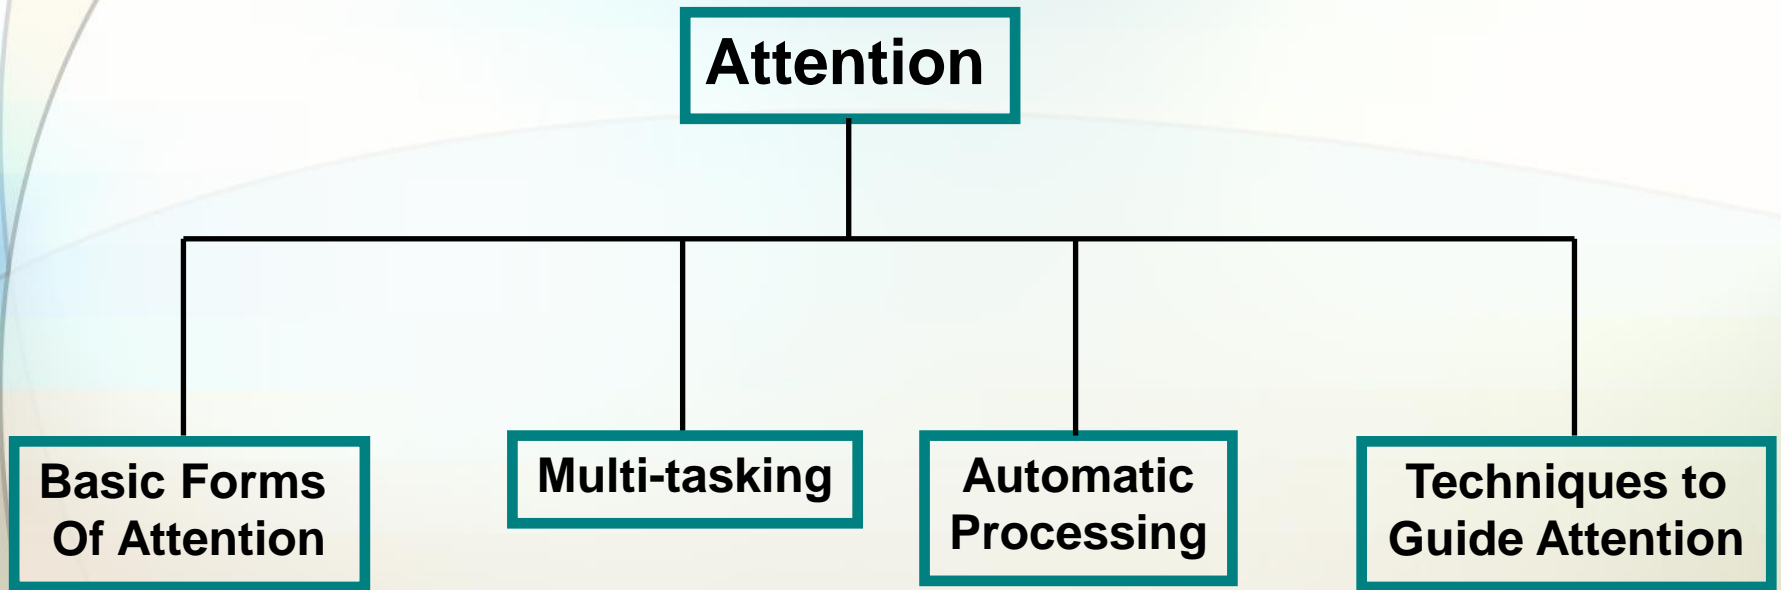 Attention
Basic Forms
Of Attention
Multi-tasking
Automatic
Processing
Techniques to
Guide Attention